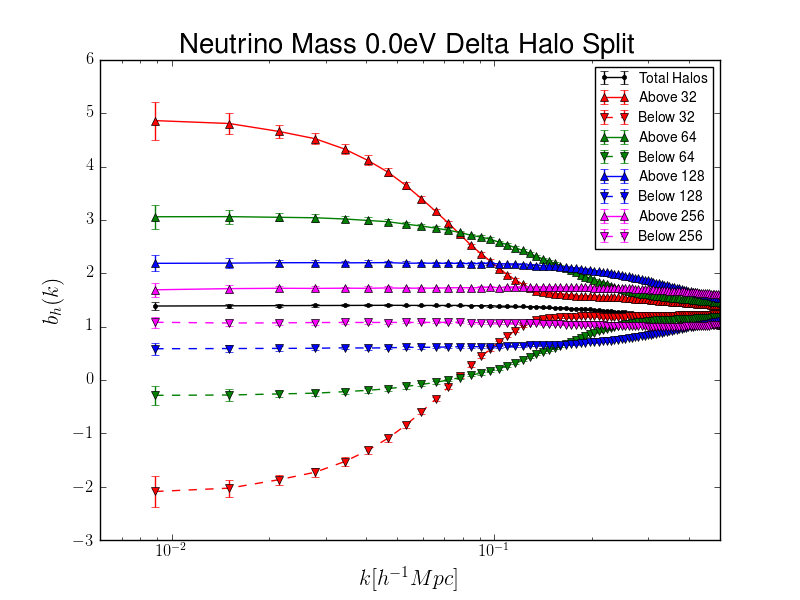 Neutrino Mass 0.0eV Delta Halo Split
6
5
4
3
2
1
0
−1
−2
−3
b_h(k)
Total Halos
Above 32
Below 32
Above 64
Below 64
Above 128
Below 128
Above 256
Below 256
10^{-2}
10^{-1}
k[h^{-1}Mpc]